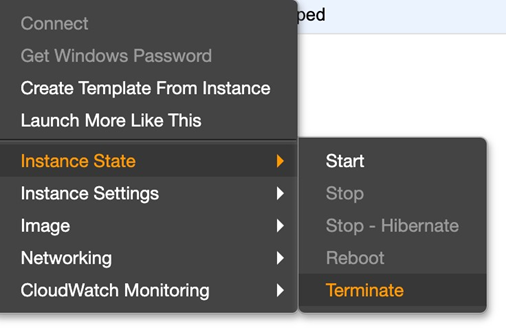 Connect
Get Windows Password
Create Template From Instance
Launch More Like This
Instance State
Instance Settings
Image
Networking
CloudWatch Monitoring
Start
Stop
Stop - Hibernate
Reboot
Terminate